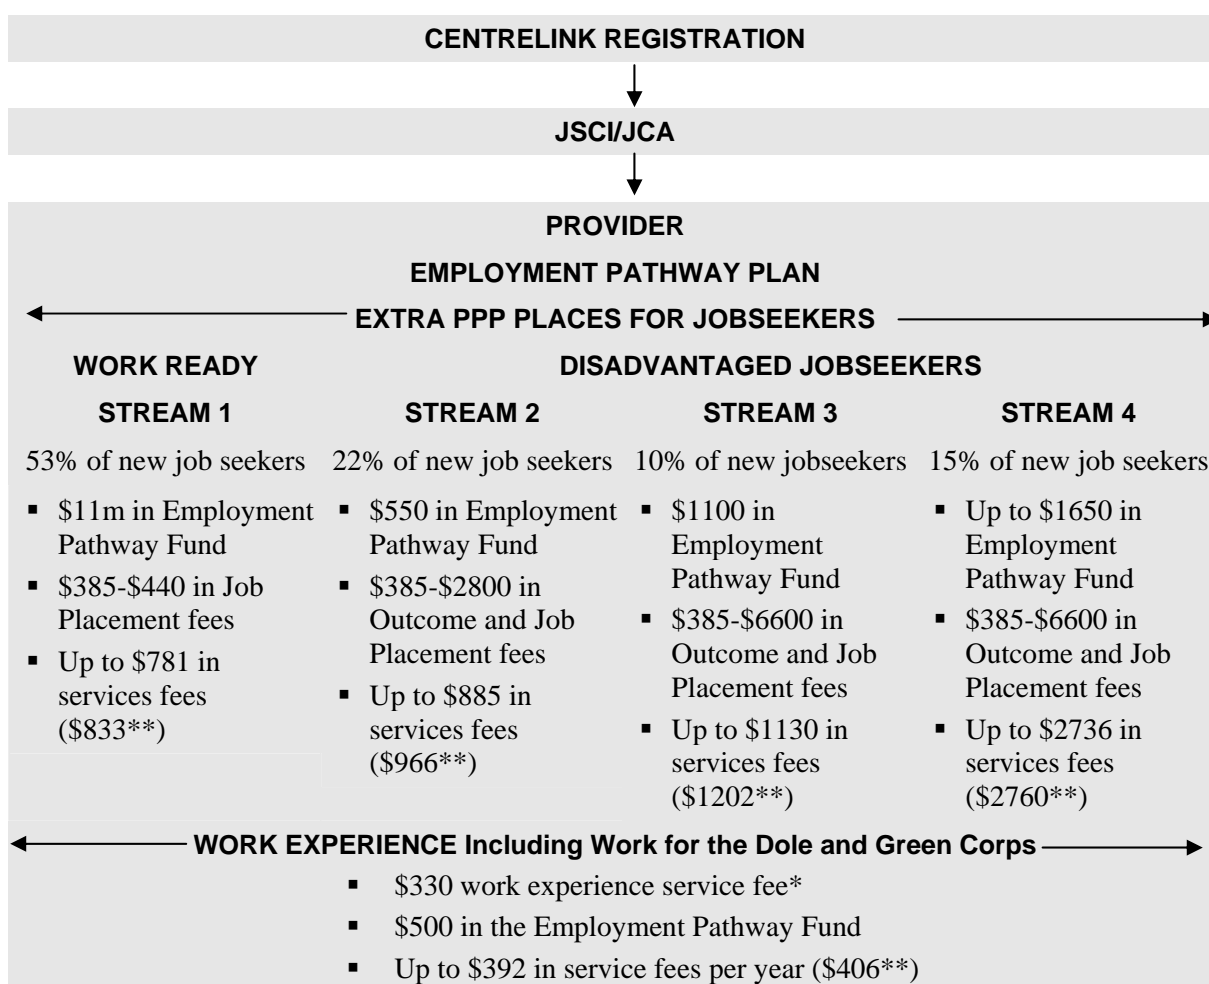 CENTRELINK REGISTRATION
JSCI/JCA
PROVIDER
EMPLOYMENT PATHWAY PLAN
EXTRA PPP PLACES FOR JOBSEEKERS
WORK READY
DISADVANTAGED JOBSEEKERS
STREAM 1
53% of new job seekers
▪ $11m in Employment
Pathway Fund
▪ $385-$440 in Job
Placement fees
▪ Up to $781 in
services fees
($833**)
STREAM 2
22% of new job seekers
▪ $550 in Employment
Pathway Fund
▪ $385-$2800 in
Outcome and Job
Placement fees
▪ Up to $885 in
services fees
($966**)
STREAM 3
10% of new jobseekers
▪ $1100 in
Employment
Pathway Fund
▪ $385-$6600 in
Outcome and Job
Placement fees
▪ Up to $1130 in
services fees
($1202**)
STREAM 4
15% of new job seekers
▪ Up to $1650 in
Employment
Pathway Fund
▪ $385-$6600 in
Outcome and Job
Placement fees
▪ Up to $2736 in
services fees
($2760**)
WORK EXPERIENCE Including Work for the Dole and Green Corps
▪ $330 work experience service fee*
▪ $500 in the Employment Pathway Fund
▪ Up to $392 in service fees per year ($406**)